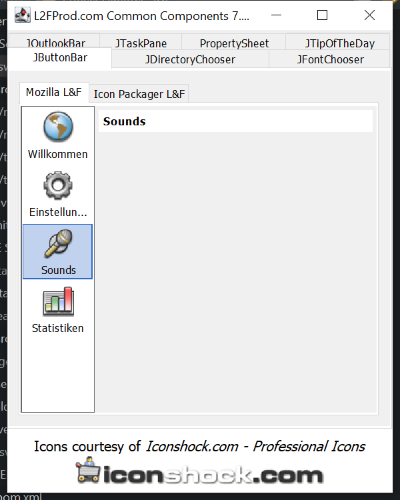 L2FProd.com Common Components 7....
JOutlookBar JTaskPane PropertySheet JTipOfTheDay
JButtonBar JDirectoryChooser JFontChooser
Mozilla L&F Icon Packager L&F
Sounds
Willkommen
Einstellun...
Sounds
Statistiken
Icons courtesy of Iconshock.com - Professional Icons
iconshock.com